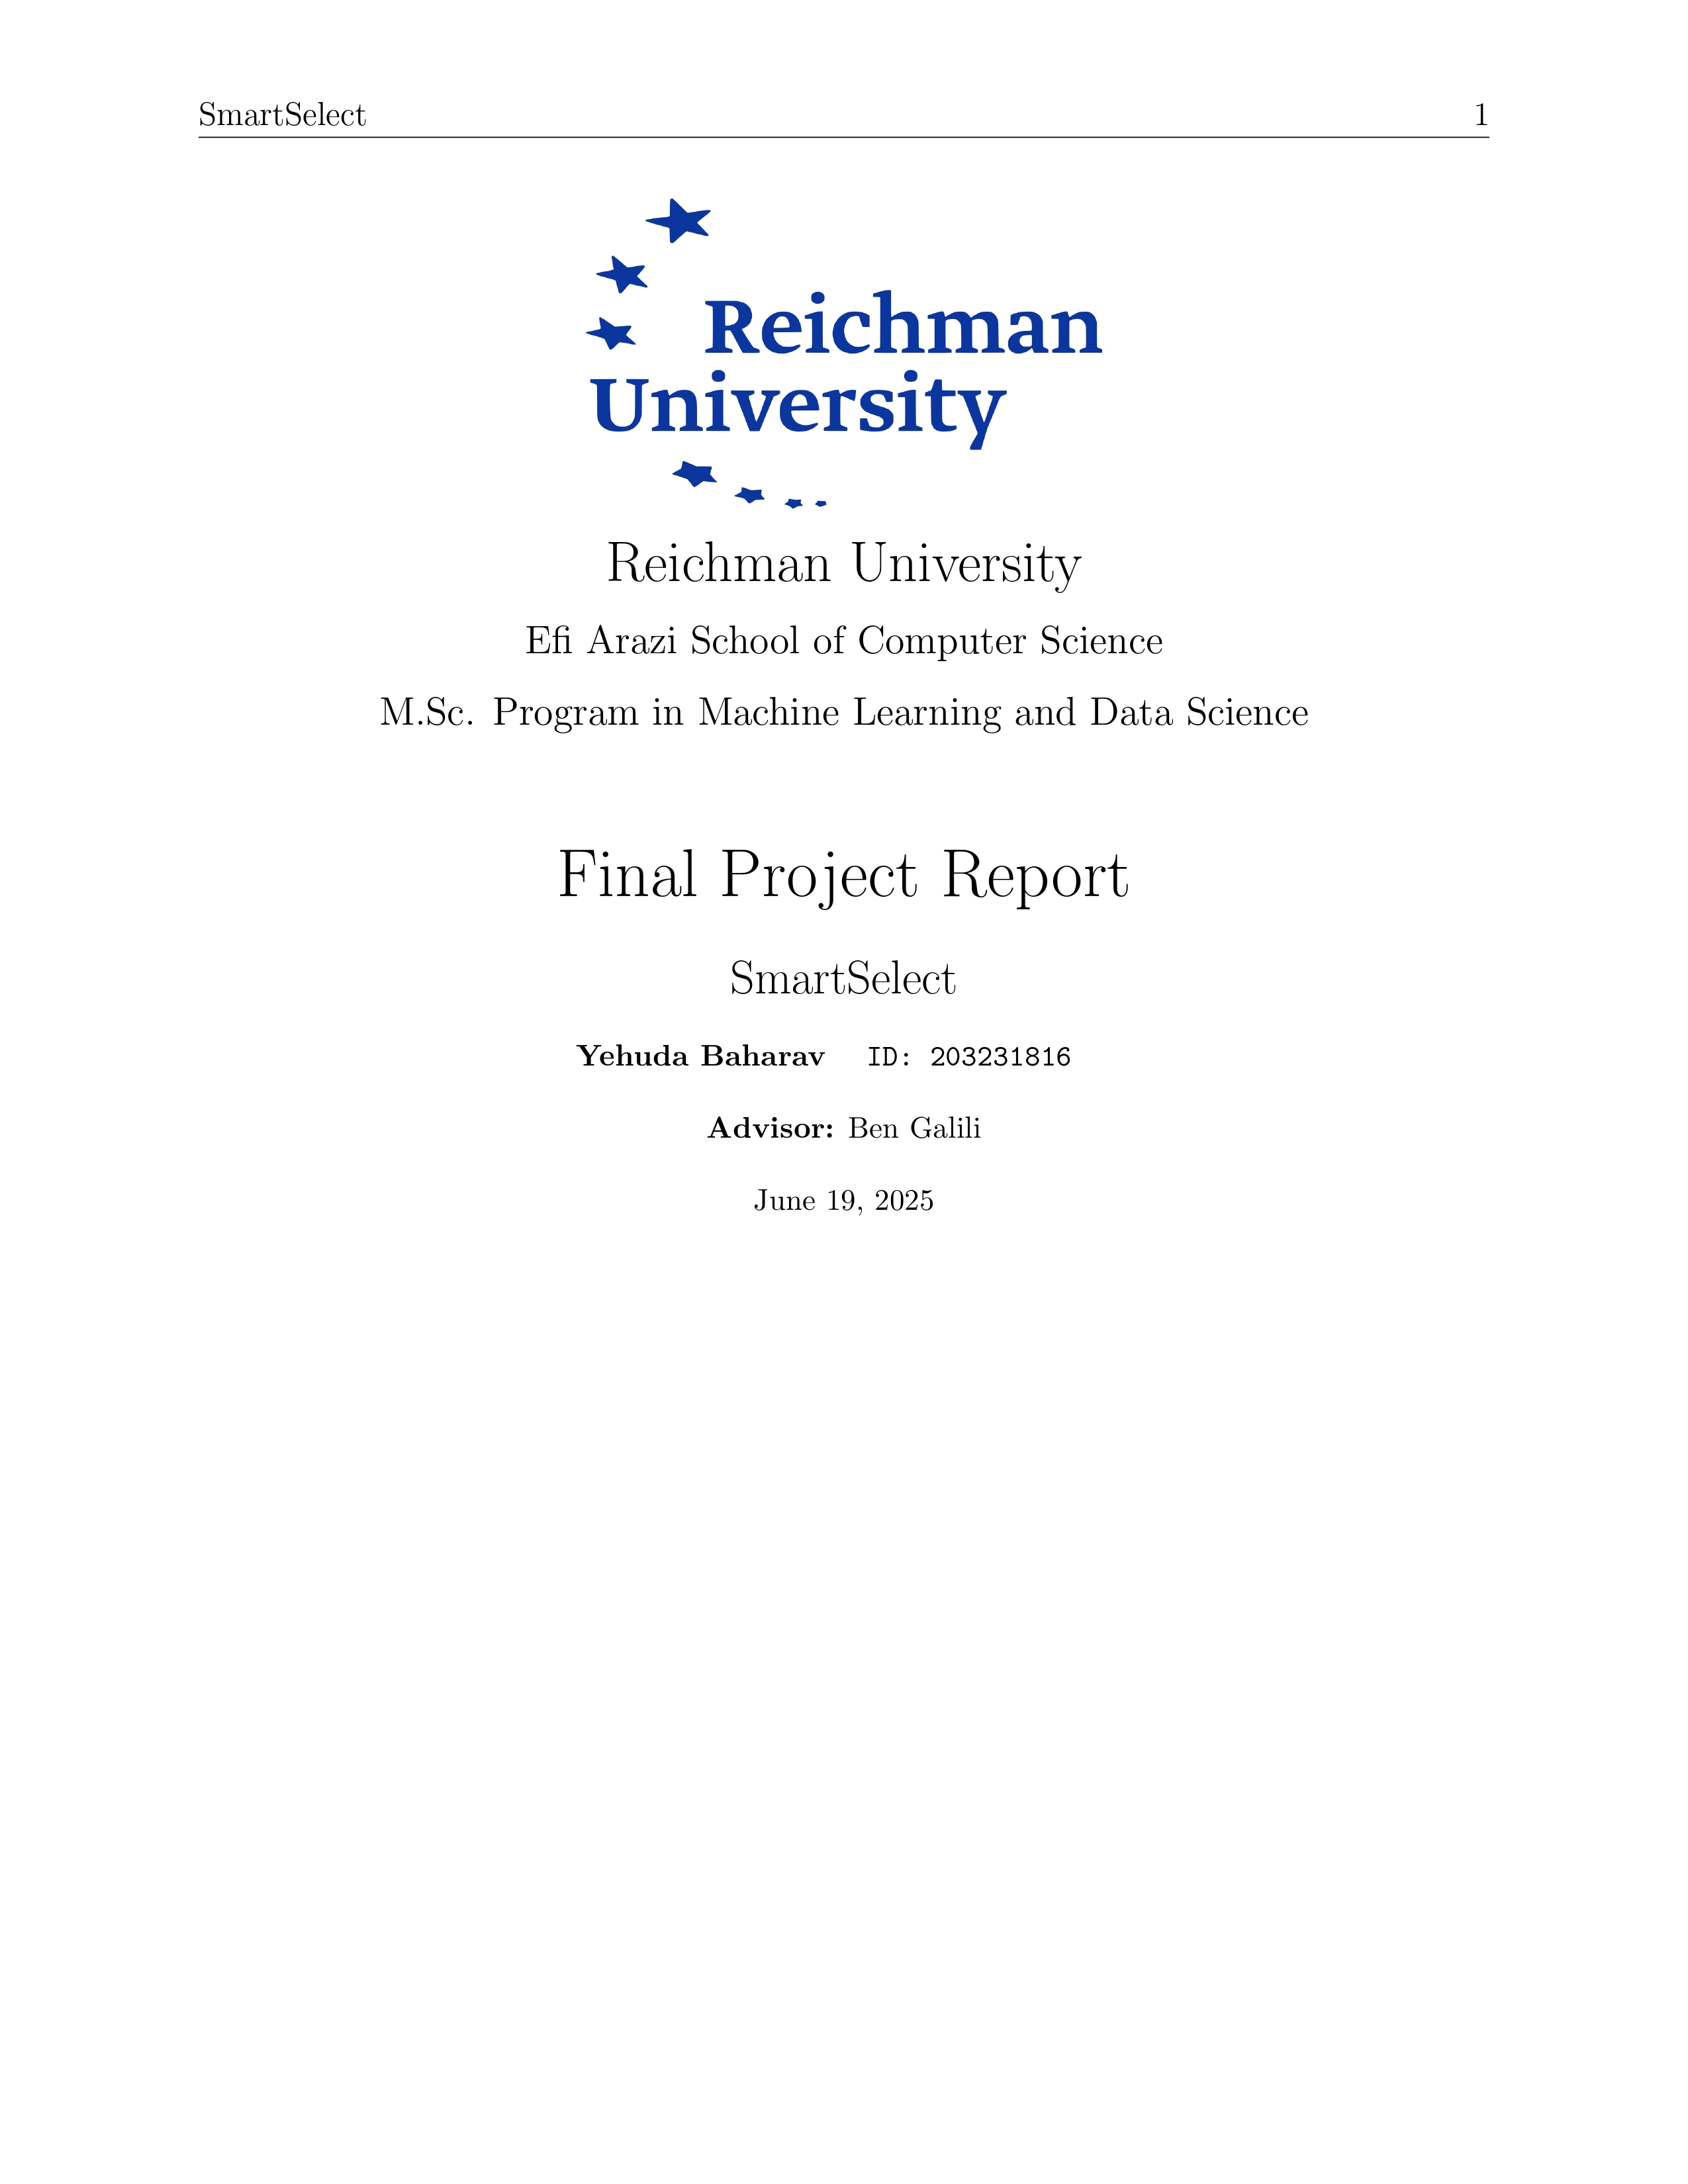 SmartSelect 1
Reichman
University
Reichman University
Efi Arazi School of Computer Science
M.Sc. Program in Machine Learning and Data Science
Final Project Report
SmartSelect
Yehuda Baharav ID: 203231816
Advisor: Ben Galili
June 19, 2025